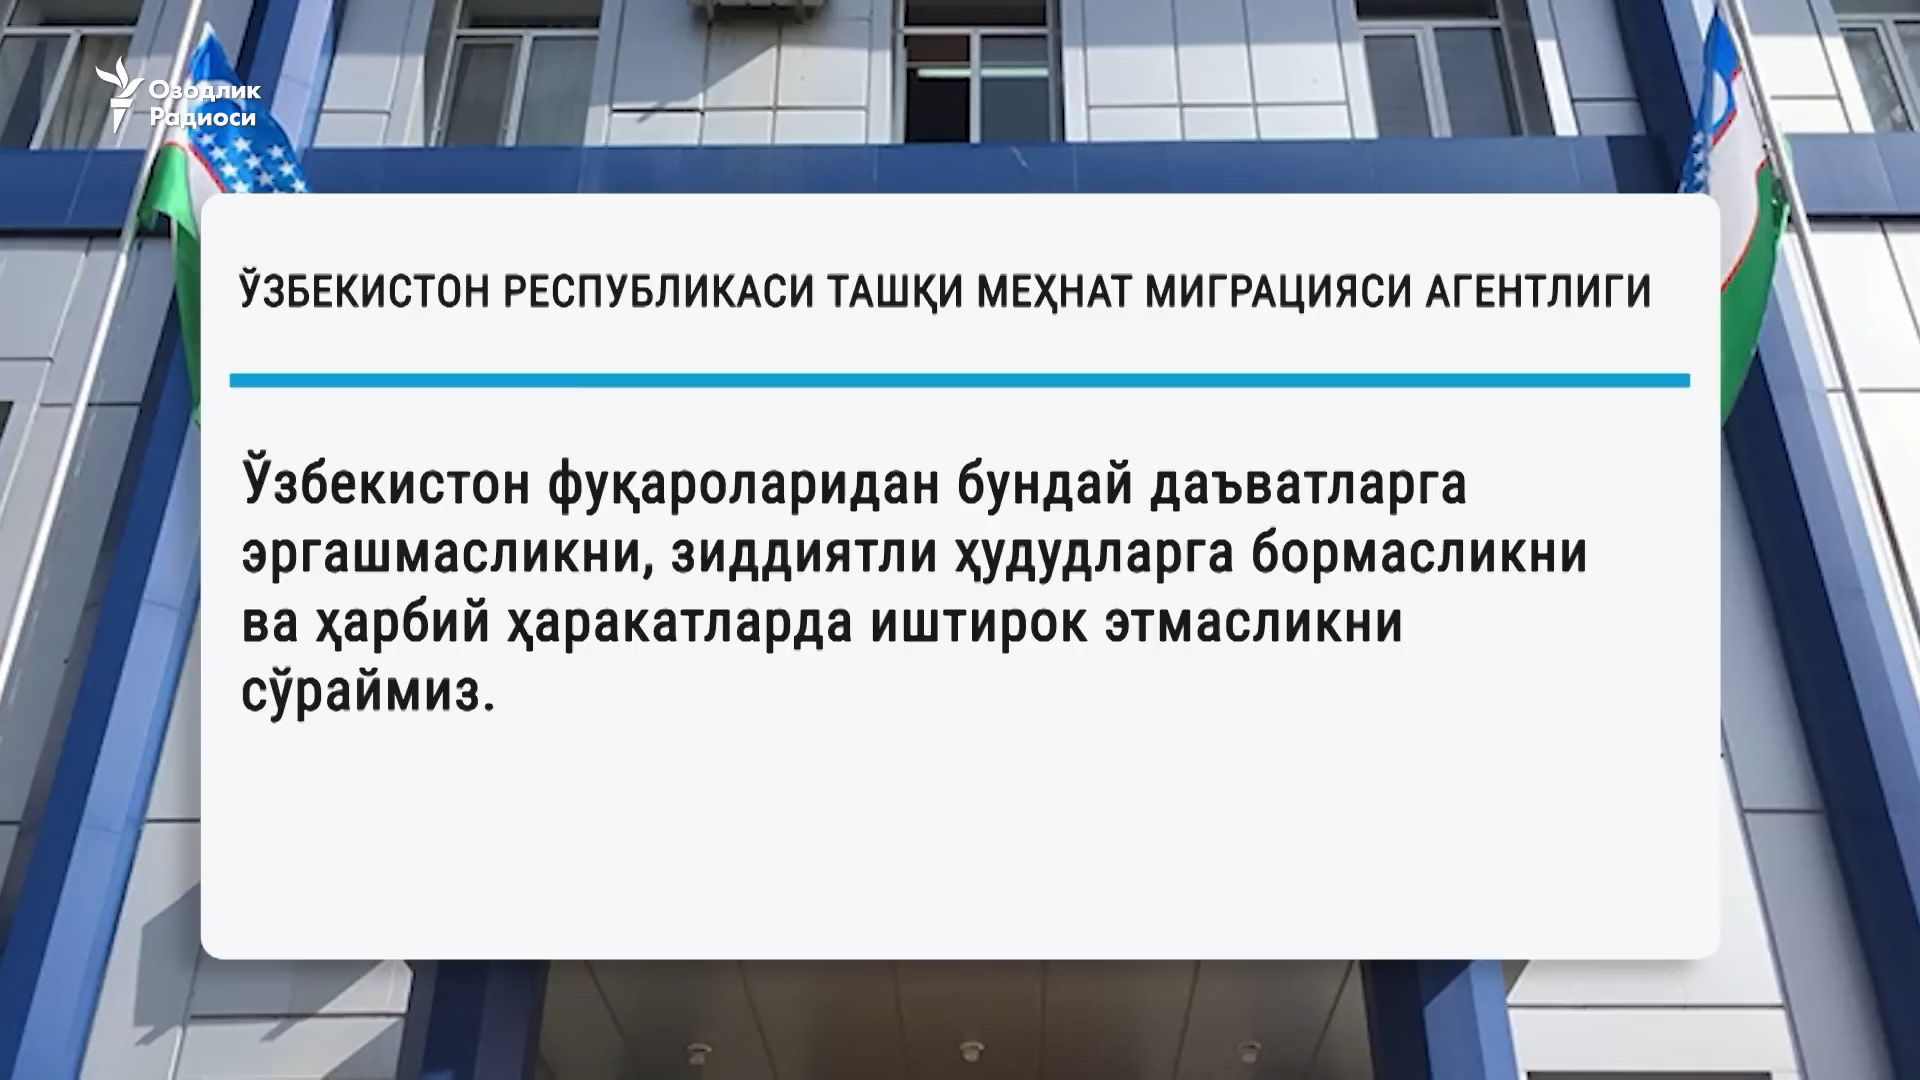 Озодлик
Радиоси
ЎЗБЕКИСТОН РЕСПУБЛИКАСИ ТАШҚИ МЕҲНАТ МИГРАЦИЯСИ АГЕНТЛИГИ
Ўзбекистон фуқароларидан бундай даъватларга
эргашмасликни, зиддиятли ҳудудларга бормасликни
ва ҳарбий ҳаракатларда иштирок этмасликни
сўраймиз.